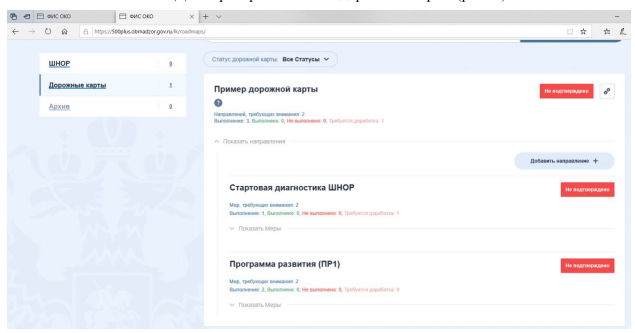 ФИС ОКО
ФИС ОКО
https://500plus.obrnadzor.gov.ru/lk/roadmaps/
ШНОР 0
Дорожные карты 1
Архив 0
Статус дорожной карты: Все Статусы
Пример дорожной карты
Не подтверждено
?
Направлений, требующих внимания: 2
Выполнение: 3, Выполнено: 0, Не выполнено: 0, Требуется доработка: 1
Показать направления
Добавить направление +
Стартовая диагностика ШНОР
Не подтверждено
Мер, требующих внимания: 2
Выполнение: 1, Выполнено: 0, Не выполнено: 0, Требуется доработка: 1
Показать Меры
Программа развития (ПР1)
Не подтверждено
Мер, требующих внимания: 2
Выполнение: 2, Выполнено: 0, Не выполнено: 0, Требуется доработка: 0
Показать Меры